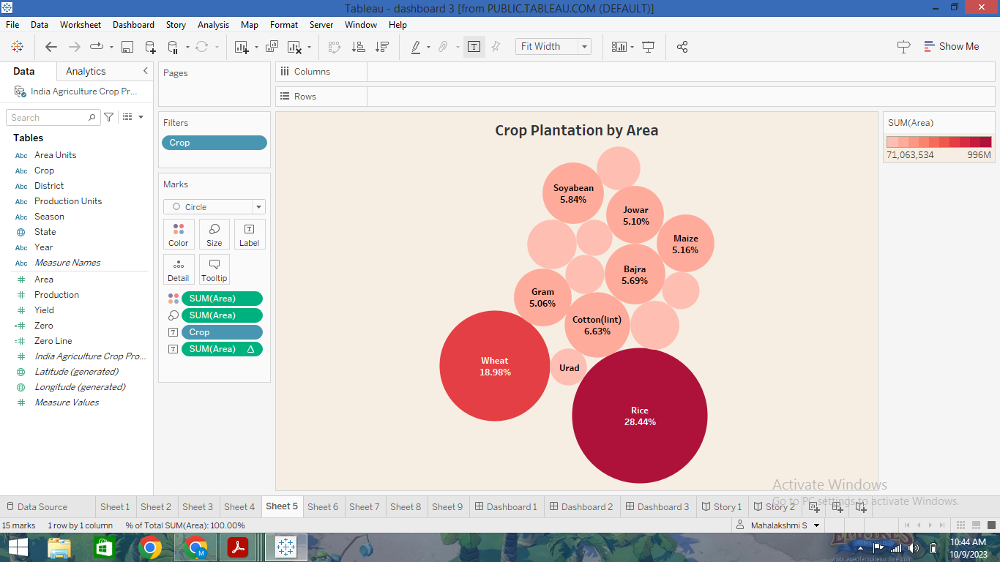 Tableau - dashboard 3 [from PUBLIC.TABLEAU.COM (DEFAULT)]
File Data Worksheet Dashboard Story Analysis Map Format Server Window Help
Fit Width
Show Me
Data Analytics
India Agriculture Crop Pr...
Search
Tables
Abc Area Units
Abc Crop
Abc District
Abc Production Units
Abc Season
State
Abc Year
Abc Measure Names
# Area
# Production
# Yield
=# Zero
=# Zero Line
# India Agriculture Crop Pro...
Latitude (generated)
Longitude (generated)
# Measure Values
Pages
Filters
Crop
Marks
Circle
Color Size Label
Detail Tooltip
SUM(Area)
SUM(Area)
Crop
SUM(Area) △
Columns
Rows
Crop Plantation by Area
Soyabean
5.84%
Jowar
5.10%
Maize
5.16%
Bajra
5.69%
Gram
5.06%
Cotton(lint)
6.63%
Wheat
18.98%
Urad
Rice
28.44%
SUM(Area)
71,063,534 996M
Activate Windows
Go to PC settings to activate Windows.
Data Source Sheet 1 Sheet 2 Sheet 3 Sheet 4 Sheet 5 Sheet 6 Sheet 7 Sheet 8 Sheet 9 Dashboard 1 Dashboard 2 Dashboard 3 Story 1 Story 2
15 marks 1 row by 1 column % of Total SUM(Area): 100.00%
Mahalakshmi S
M
EMPIRES
www.ageofempiresonline.com
10:44 AM
10/9/2023